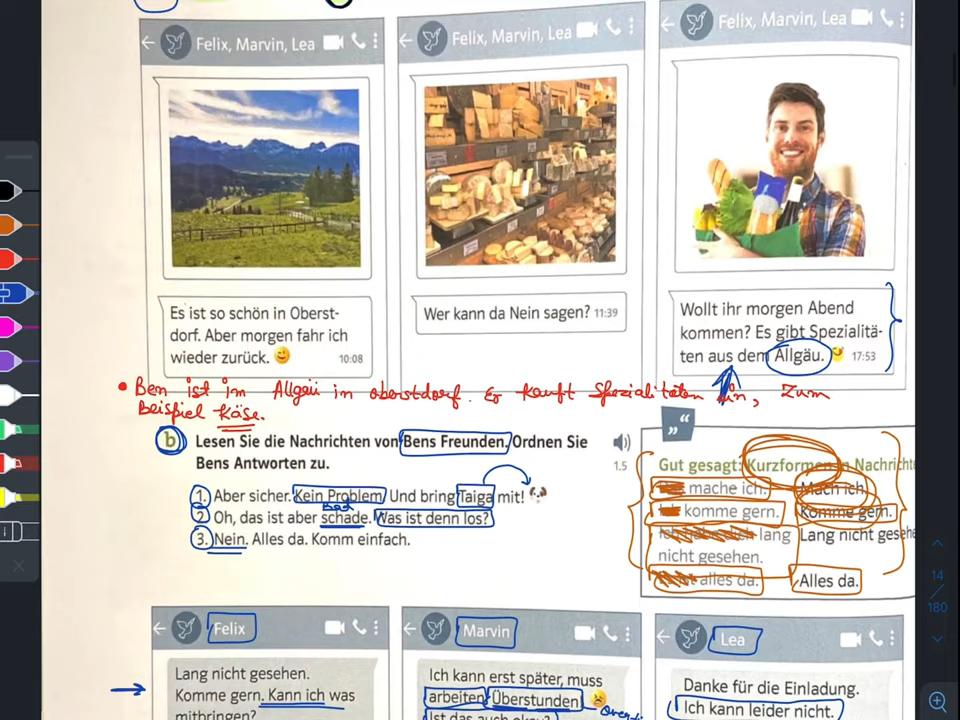 Felix, Marvin, Lea
Felix, Marvin, Lea
Felix, Marvin, Lea
Es ist so schön in Oberst-
dorf. Aber morgen fahr ich
wieder zurück. 10:08
Wer kann da Nein sagen? 11:39
Wollt ihr morgen Abend
kommen? Es gibt Spezialitä-
ten aus dem Allgäu. 17:53
• Ben ist im Allgäu in oberstdorf. Er kauft Spezialitäten ein, zum
Beispiel Käse.
b Lesen Sie die Nachrichten von Bens Freunden. Ordnen Sie
Bens Antworten zu.
1.5
1. Aber sicher. Kein Problem! Und bring Taiga mit!
Bad
2 Oh, das ist aber schade. Was ist denn los?
3. Nein. Alles da. Komm einfach.
„“
Gut gesagt: Kurzformen in Nachricht
mache ich. Mach ich.
komme gern. Komme gern.
Ich habe dich lang Lang nicht gesehe
nicht gesehen.
alles da. Alles da.
14
/
180
Felix
Lang nicht gesehen.
Komme gern. Kann ich was
mitbringen?
Marvin
Ich kann erst später, muss
arbeiten Überstunden
Ist das auch okay?
Lea
Danke für die Einladung.
Ich kann leider nicht.